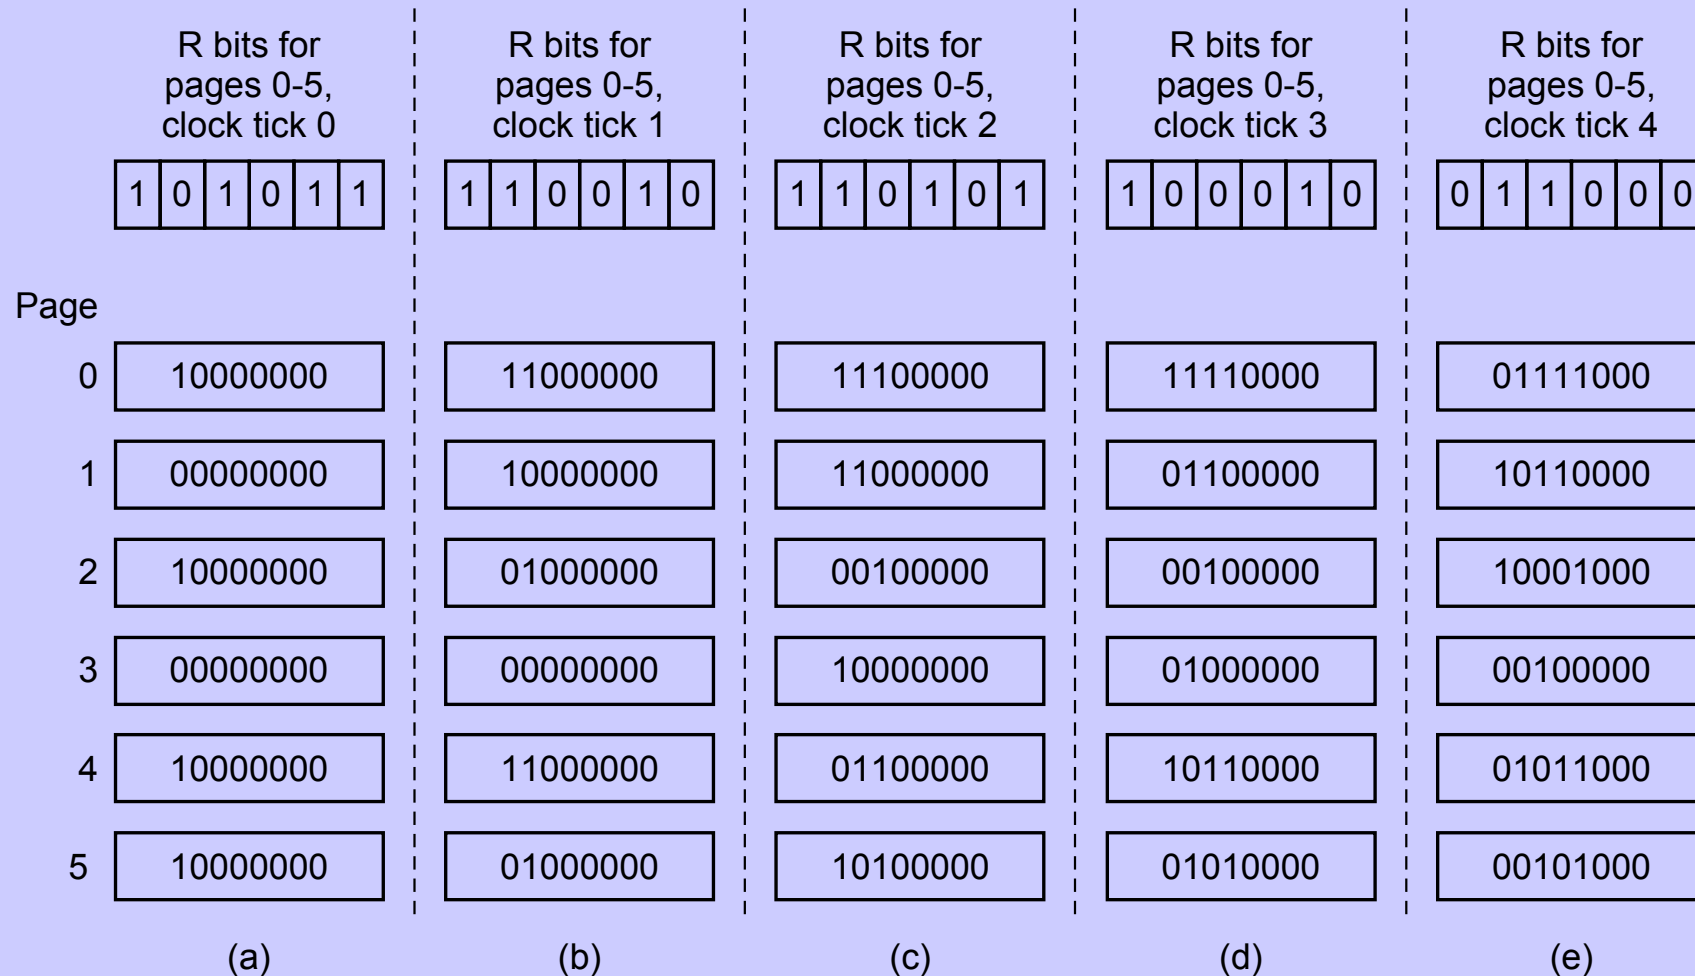 R bits for pages 0-5, clock tick 0
R bits for pages 0-5, clock tick 1
R bits for pages 0-5, clock tick 2
R bits for pages 0-5, clock tick 3
R bits for pages 0-5, clock tick 4
1 0 1 0 1 1 1 1 0 0 1 0 1 1 0 1 0 1 1 0 0 0 1 0 0 1 1 0 0 0
Page
0 10000000 11000000 11100000 11110000 01111000
1 00000000 10000000 11000000 01100000 10110000
2 10000000 01000000 00100000 00100000 10001000
3 00000000 00000000 10000000 01000000 00100000
4 10000000 11000000 01100000 10110000 01011000
5 10000000 01000000 10100000 01010000 00101000
(a) (b) (c) (d) (e)